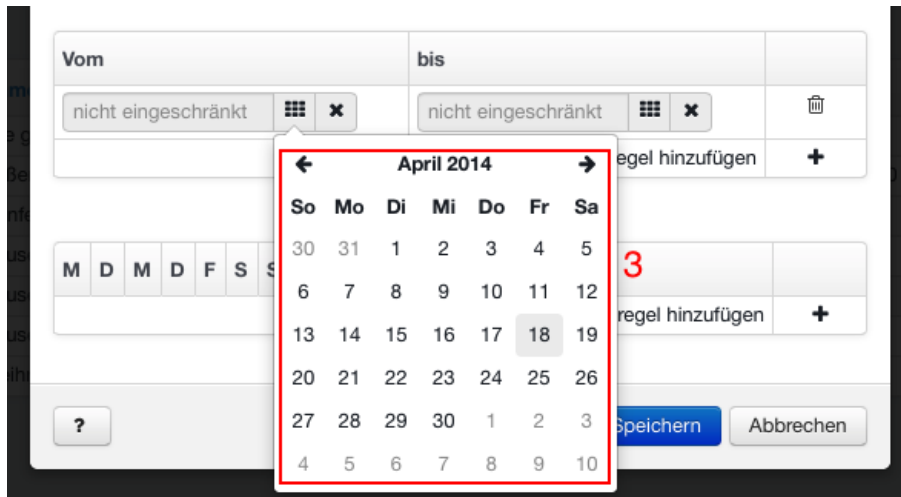 Vom bis
nicht eingeschränkt nicht eingeschränkt
egel hinzufügen
April 2014
So Mo Di Mi Do Fr Sa
30 31 1 2 3 4 5
6 7 8 9 10 11 12
13 14 15 16 17 18 19
20 21 22 23 24 25 26
27 28 29 30 1 2 3
4 5 6 7 8 9 10
M D M D F S S
3
regel hinzufügen
? Speichern Abbrechen